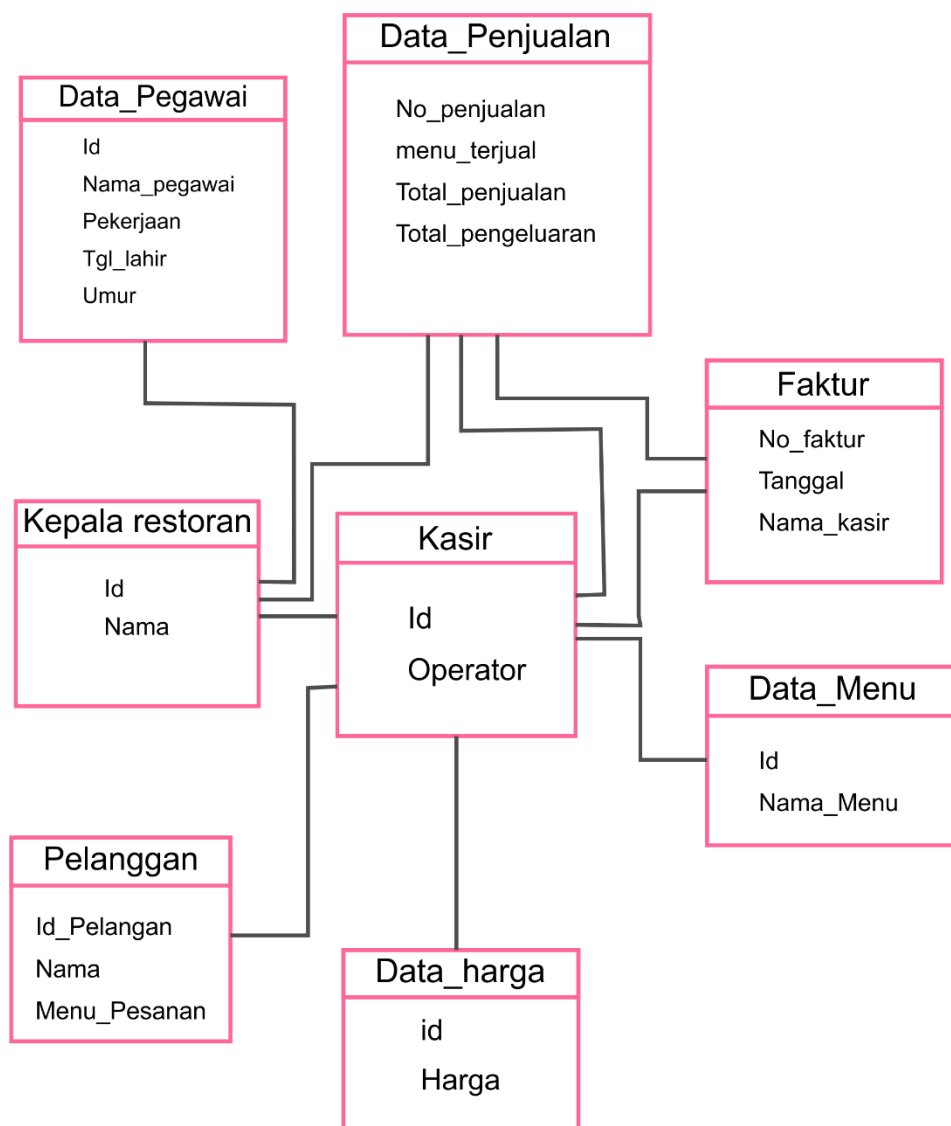 Data_Penjualan
No_penjualan
menu_terjual
Total_penjualan
Total_pengeluaran
Data_Pegawai
Id
Nama_pegawai
Pekerjaan
Tgl_lahir
Umur
Faktur
No_faktur
Tanggal
Nama_kasir
Kepala restoran
Id
Nama
Kasir
Id
Operator
Data_Menu
Id
Nama_Menu
Pelanggan
Id_Pelangan
Nama
Menu_Pesanan
Data_harga
id
Harga